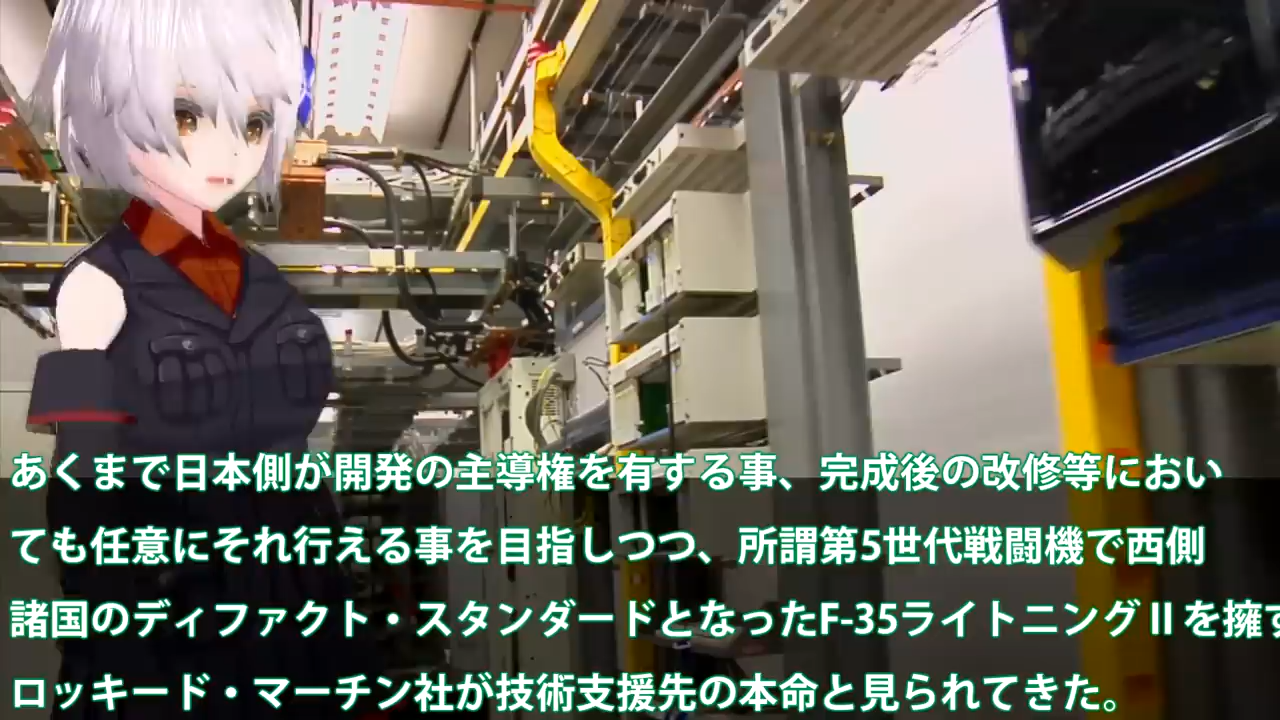 あくまで日本側が開発の主導権を有する事、完成後の改修等におい
ても任意にそれ行える事を目指しつつ、所謂第5世代戦闘機で西側
諸国のディファクト・スタンダードとなったF-35ライトニングⅡを擁す
ロッキード・マーチン社が技術支援先の本命と見られてきた。